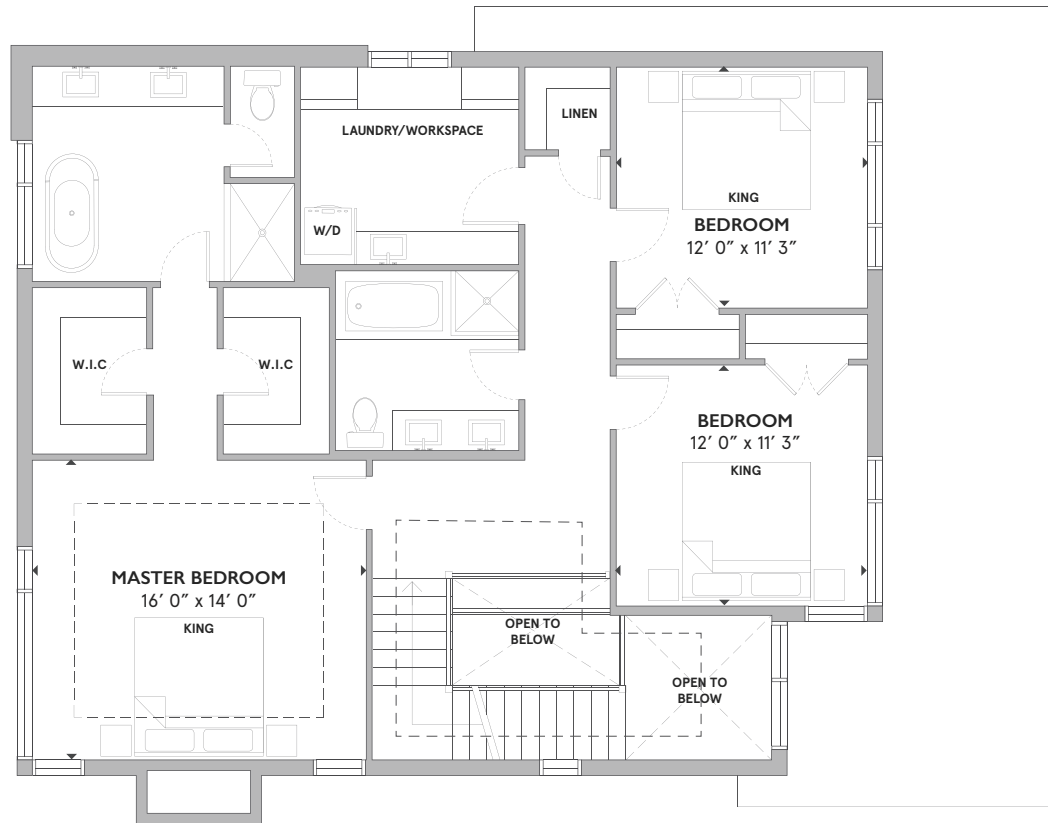 LINEN
LAUNDRY/WORKSPACE
KING
BEDROOM
12′ 0″ x 11′ 3″
W/D
W.I.C
W.I.C
BEDROOM
12′ 0″ x 11′ 3″
KING
MASTER BEDROOM
16′ 0″ x 14′ 0″
KING
OPEN TO
BELOW
OPEN TO
BELOW